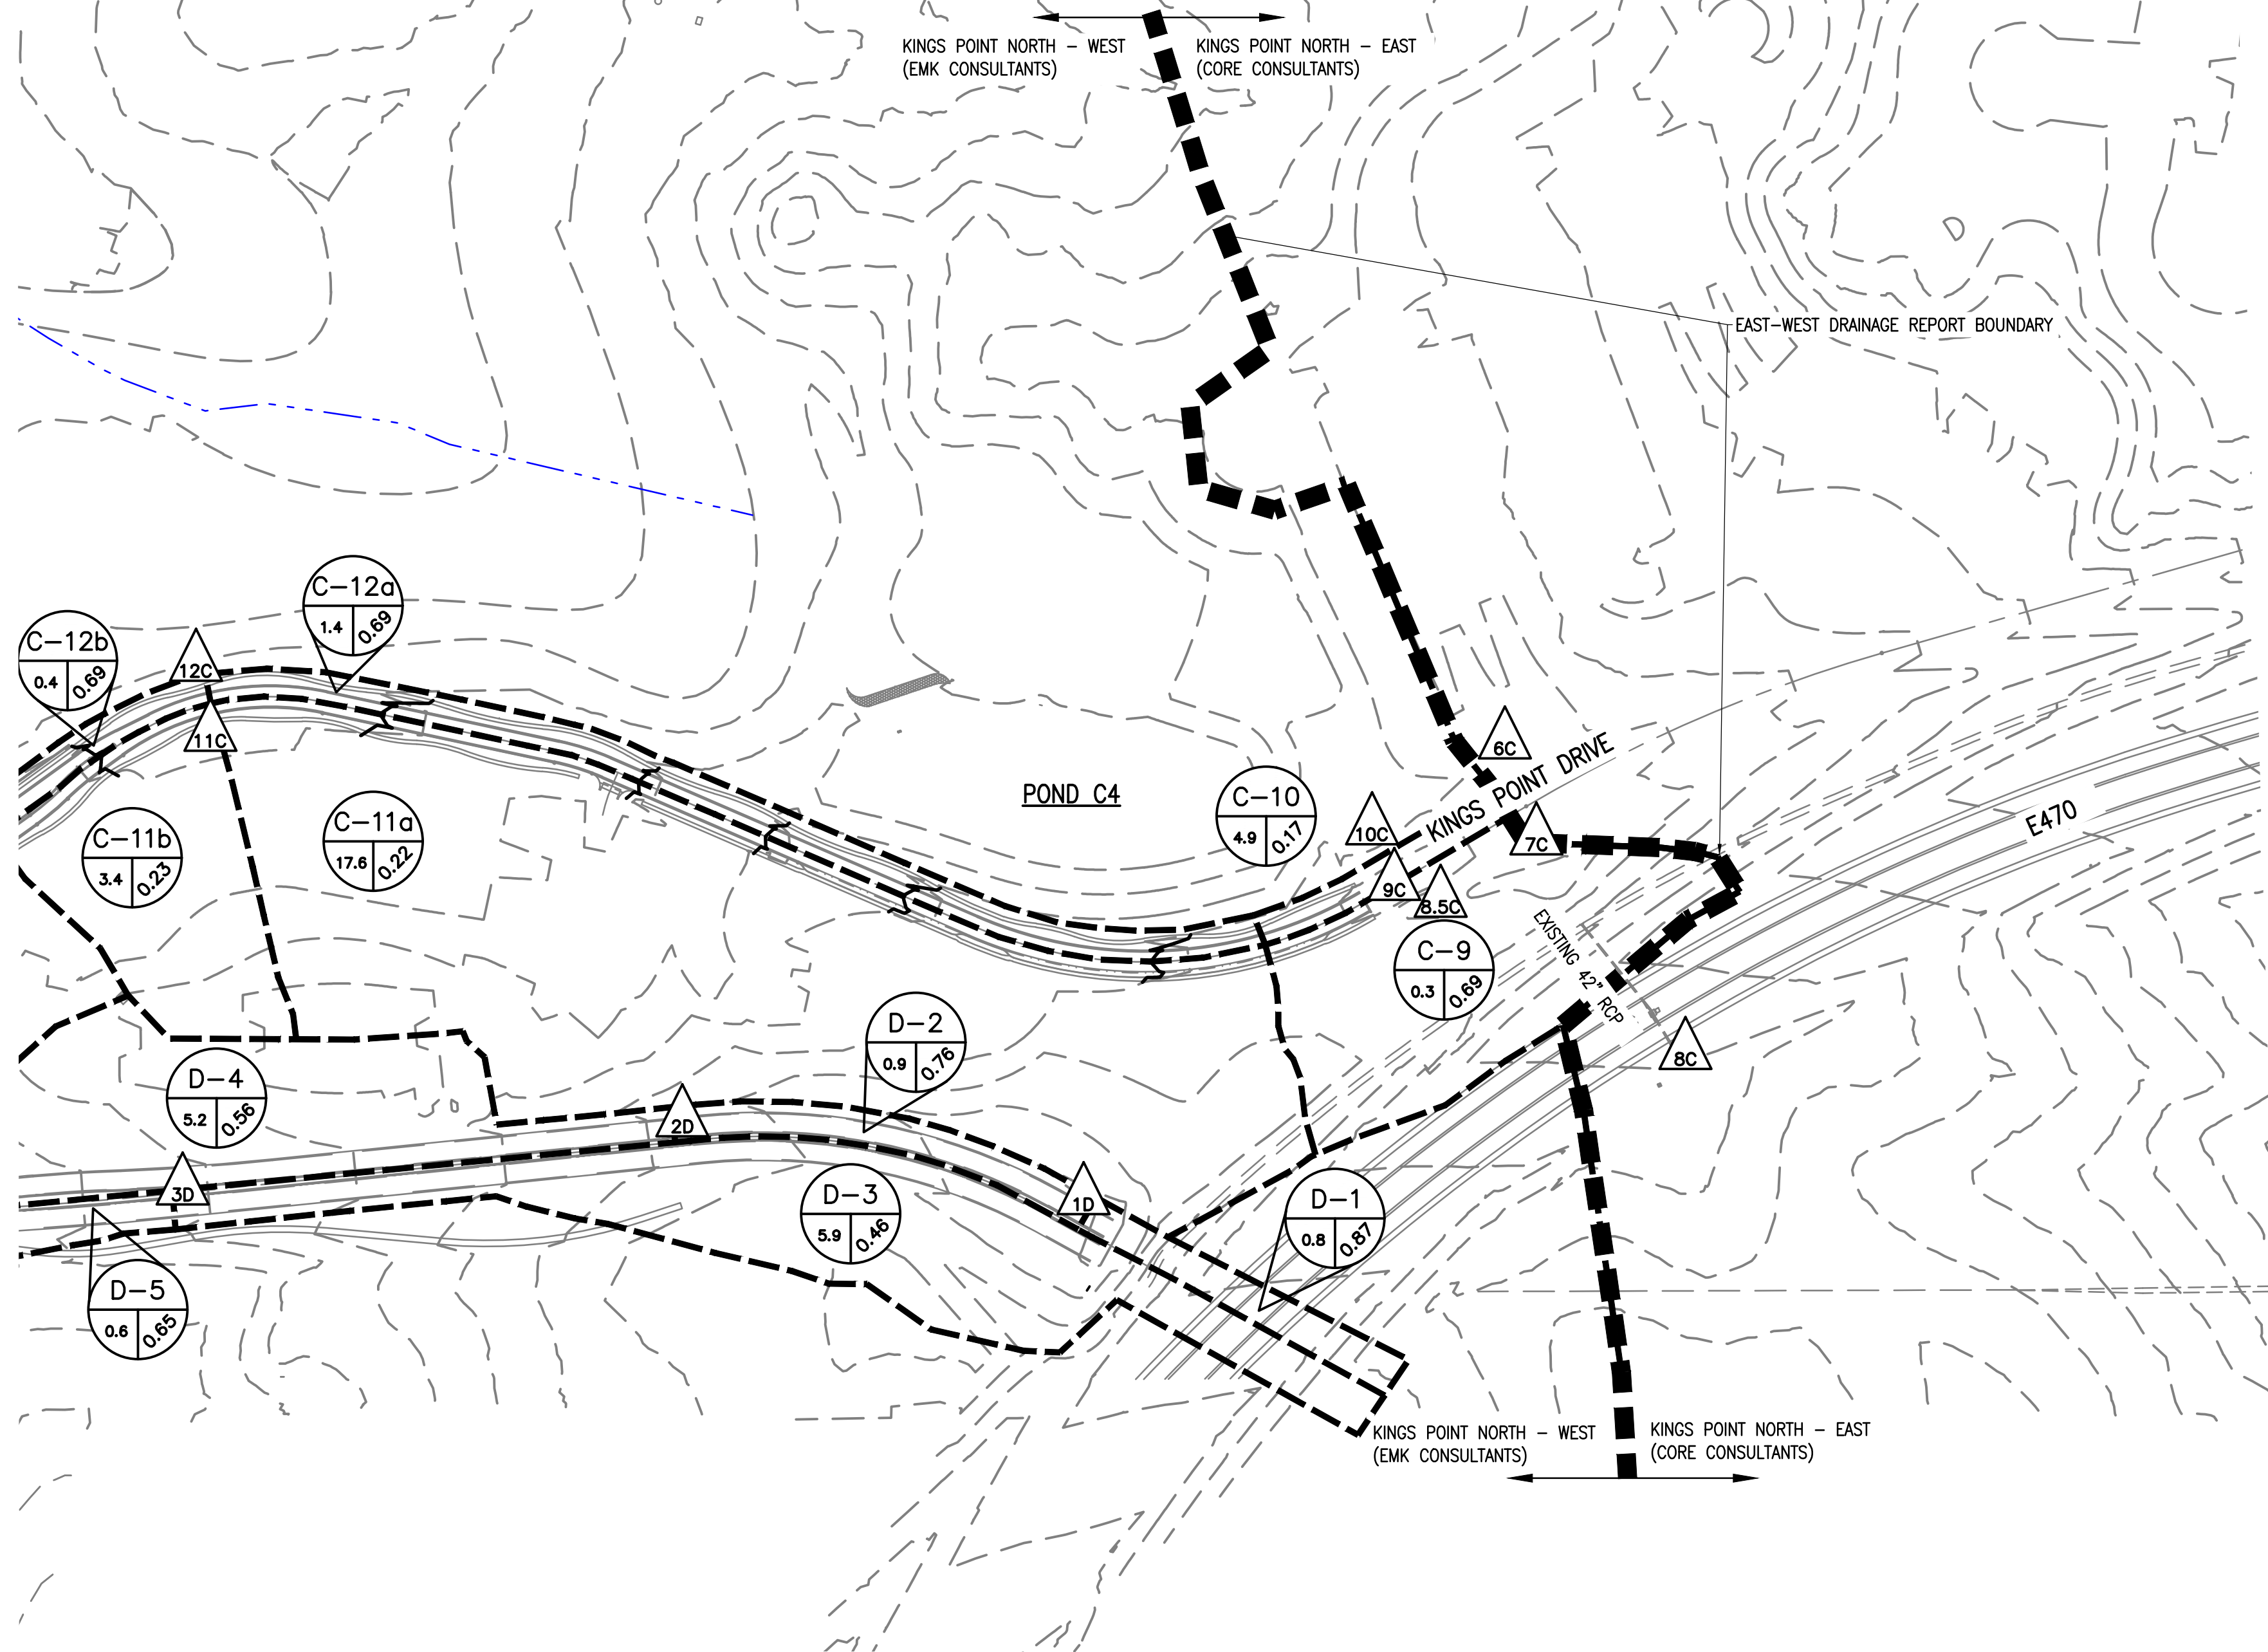 KINGS POINT NORTH - WEST
(EMK CONSULTANTS)
KINGS POINT NORTH - EAST
(CORE CONSULTANTS)
EAST-WEST DRAINAGE REPORT BOUNDARY
C-12a
1.4
0.69
C-12b
0.4
0.69
12C
11C
C-11b
3.4
0.23
C-11a
17.6
0.22
POND C4
C-10
4.9
0.17
6C
10C
KINGS POINT DRIVE
7C
9C
8.5C
E470
C-9
0.3
0.69
EXISTING 42" RCP
8C
D-2
0.9
0.76
D-4
5.2
0.56
2D
3D
D-3
5.9
0.46
1D
D-1
0.8
0.87
D-5
0.6
0.65
KINGS POINT NORTH - WEST
(EMK CONSULTANTS)
KINGS POINT NORTH - EAST
(CORE CONSULTANTS)